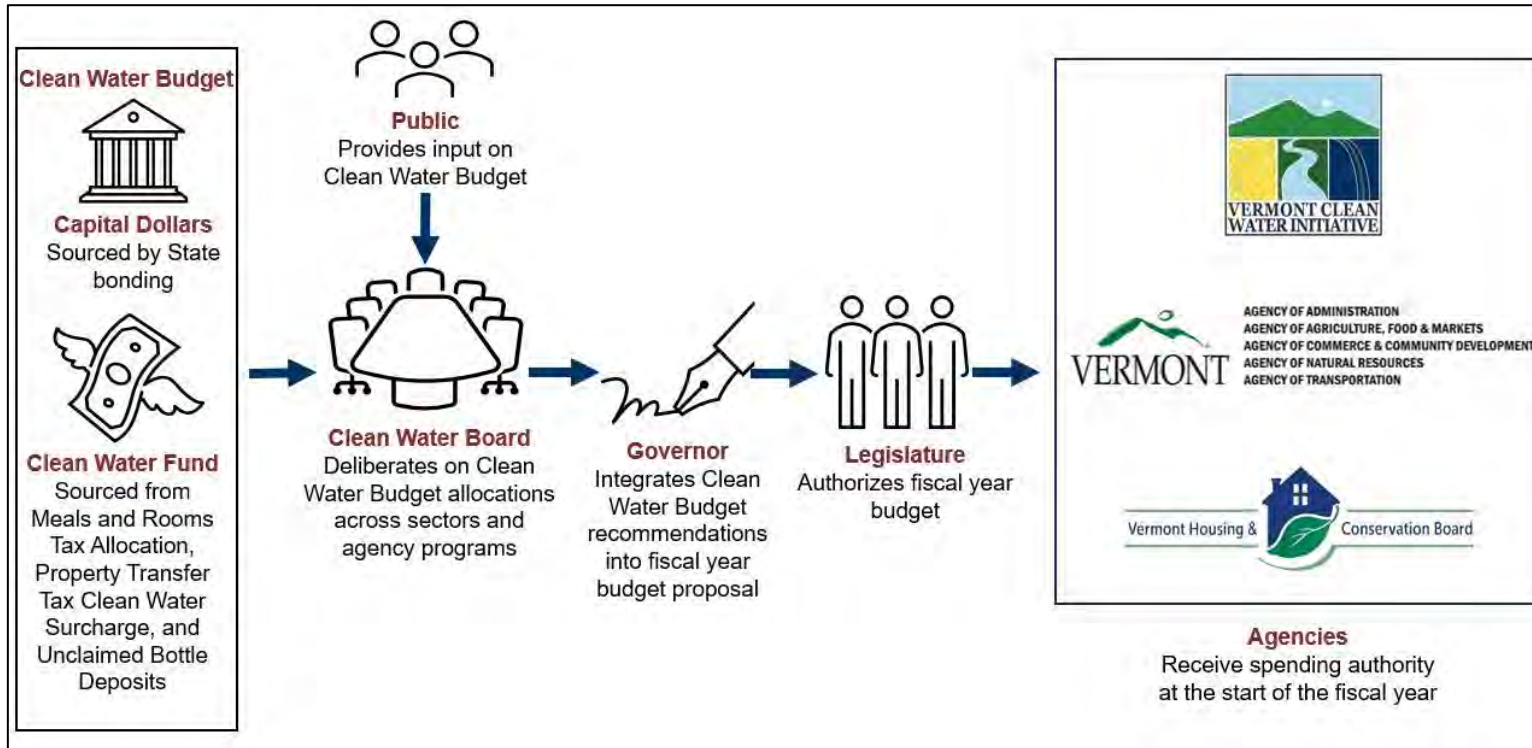 Clean Water Budget
Capital Dollars
Sourced by State
bonding
Clean Water Fund
Sourced from
Meals and Rooms
Tax Allocation,
Property Transfer
Tax Clean Water
Surcharge, and
Unclaimed Bottle
Deposits
Public
Provides input on
Clean Water Budget
Clean Water Board
Deliberates on Clean
Water Budget allocations
across sectors and
agency programs
Governor
Integrates Clean
Water Budget
recommendations
into fiscal year
budget proposal
Legislature
Authorizes fiscal year
budget
VERMONT CLEAN
WATER INITIATIVE
VERMONT
AGENCY OF ADMINISTRATION
AGENCY OF AGRICULTURE, FOOD & MARKETS
AGENCY OF COMMERCE & COMMUNITY DEVELOPMENT
AGENCY OF NATURAL RESOURCES
AGENCY OF TRANSPORTATION
Vermont Housing & Conservation Board
Agencies
Receive spending authority
at the start of the fiscal year